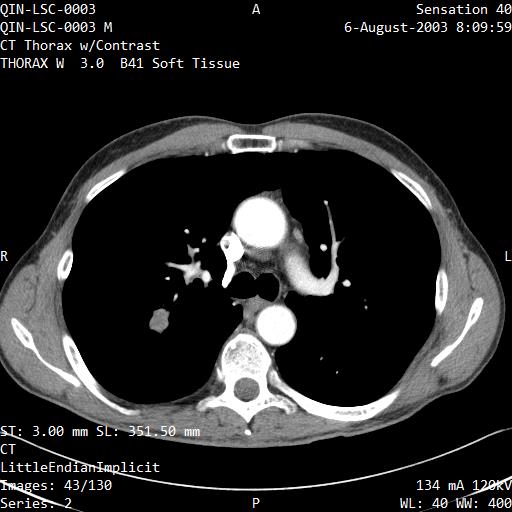 QIN-LSC-0003 A Sensation 40
QIN-LSC-0003 M 6-August-2003 8:09:59
CT Thorax w/Contrast
THORAX W 3.0 B41 Soft Tissue
R L
ST: 3.00 mm SL: 351.50 mm
CT
LittleEndianImplicit
Images: 43/130 134 mA 120kV
Series: 2 P WL: 40 WW: 400